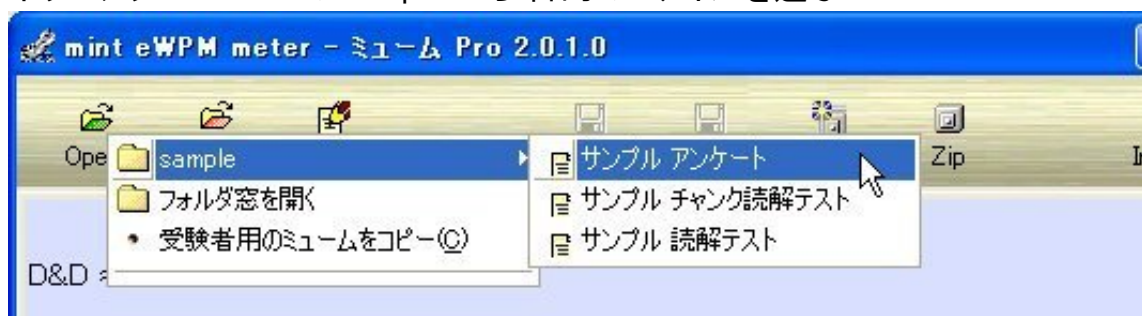 mint eWPM meter - ミューム Pro 2.0.1.0
Ope
Zip
sample
フォルダ窓を開く
受験者用のミュームをコピー(C)
サンプル アンケート
サンプル チャンク読解テスト
サンプル 読解テスト
D&D